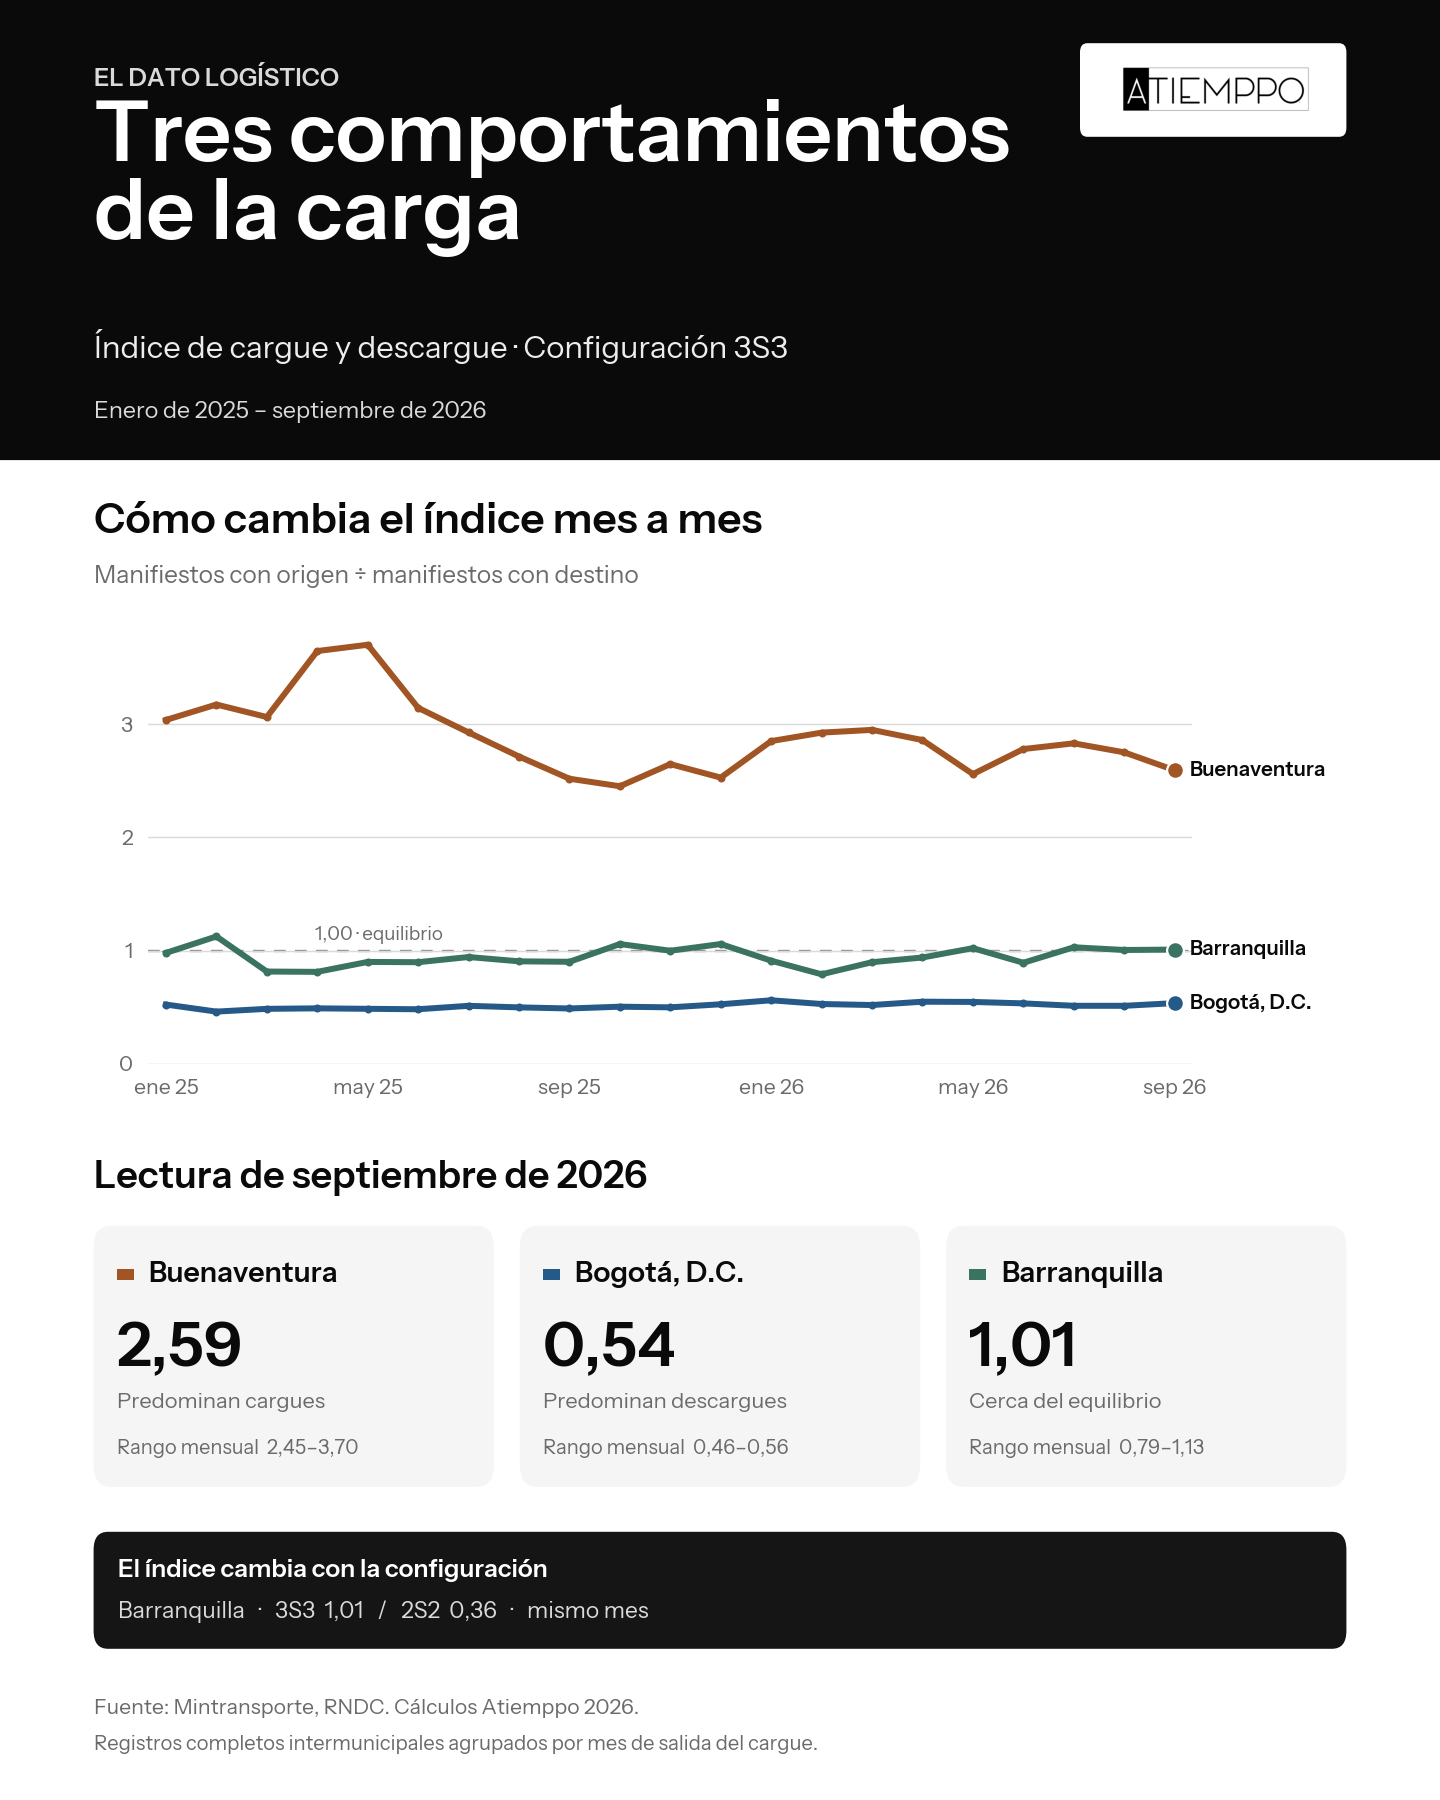 EL DATO LOGÍSTICO
ATIEMPPO
Tres comportamientos
de la carga
Índice de cargue y descargue · Configuración 3S3
Enero de 2025 – septiembre de 2026
Cómo cambia el índice mes a mes
Manifiestos con origen ÷ manifiestos con destino
3
2
1
0
1,00 · equilibrio
Buenaventura
Barranquilla
Bogotá, D.C.
ene 25
may 25
sep 25
ene 26
may 26
sep 26
Lectura de septiembre de 2026
Buenaventura
2,59
Predominan cargues
Rango mensual 2,45–3,70
Bogotá, D.C.
0,54
Predominan descargues
Rango mensual 0,46–0,56
Barranquilla
1,01
Cerca del equilibrio
Rango mensual 0,79–1,13
El índice cambia con la configuración
Barranquilla · 3S3 1,01 / 2S2 0,36 · mismo mes
Fuente: Mintransporte, RNDC. Cálculos Atiemppo 2026.
Registros completos intermunicipales agrupados por mes de salida del cargue.